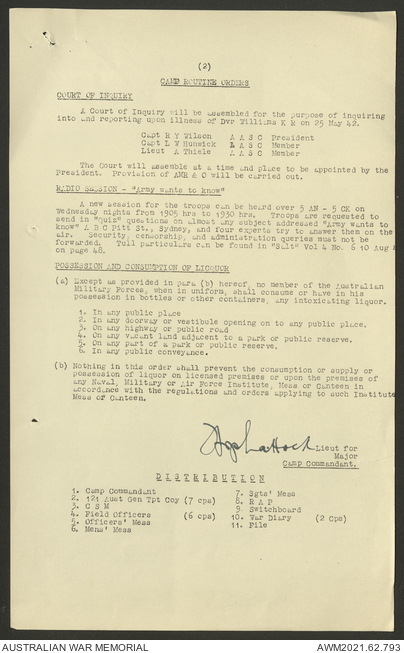 (2)
CAMP ROUTINE ORDERS
COURT OF INQUIRY
A Court of Inquiry will be assembled for the purpose of inquiring
into and reporting upon illness of Dvr Williams K R on 25 May 42.
Capt R Y Wilson A A S C President
Capt L W Hunwick A A S C Member
Lieut A Thiele A A S C Member
The Court will assemble at a time and place to be appointed by the
President. Provision of AMR & O will be carried out.
RADIO SESSION - "Army wants to know"
A new session for the troops can be heard over 5 AN - 5 CK on
Wednesday nights from 1905 hrs to 1930 hrs. Troops are requested to
send in "quiz" questions on almost any subject addressed "Army wants to
know" A B C Pitt St., Sydney, and four experts try to answer them on the
air. Security, censorship, and administration queries must not be
forwarded. Full particulars can be found in "Salt" Vol 4 No. 6 10 Aug
on page 48.
POSSESSION AND CONSUMPTION OF LIQUOUR
(a) Except as provided in para (b) hereof, no member of the Australian
Military Forces, when in uniform, shall consume or have in his
possession in bottles or other containers, any intoxicating liquor.
1. In any public place
2. In any doorway or vestibule opening on to any public place.
3. On any highway or public road
4. On any vacant land adjacent to a park or public reserve.
5. On any part of a park or public reserve.
6. In any public conveyance.
(b) Nothing in this order shall prevent the consumption or supply or
possession of liquor on licensed premises or upon the premises of
any Naval, Military or Air Force Institute, Mess or Canteen in
accordance with the regulations and orders applying to such Institute
Mess or Canteen.
Lieut for
Major
Camp Commandant.
D I S T R I B U T I O N
1. Camp Commandant
2. 121 Aust Gen Tpt Coy (7 cps)
3. C S M
4. Field Officers (6 cps)
5. Officers' Mess
6. Mens' Mess
7. Sgts' Mess
8. R A P
9. Switchboard
10. War Diary (2 Cps)
11. File
AUSTRALIAN WAR MEMORIAL
AWM2021.62.793